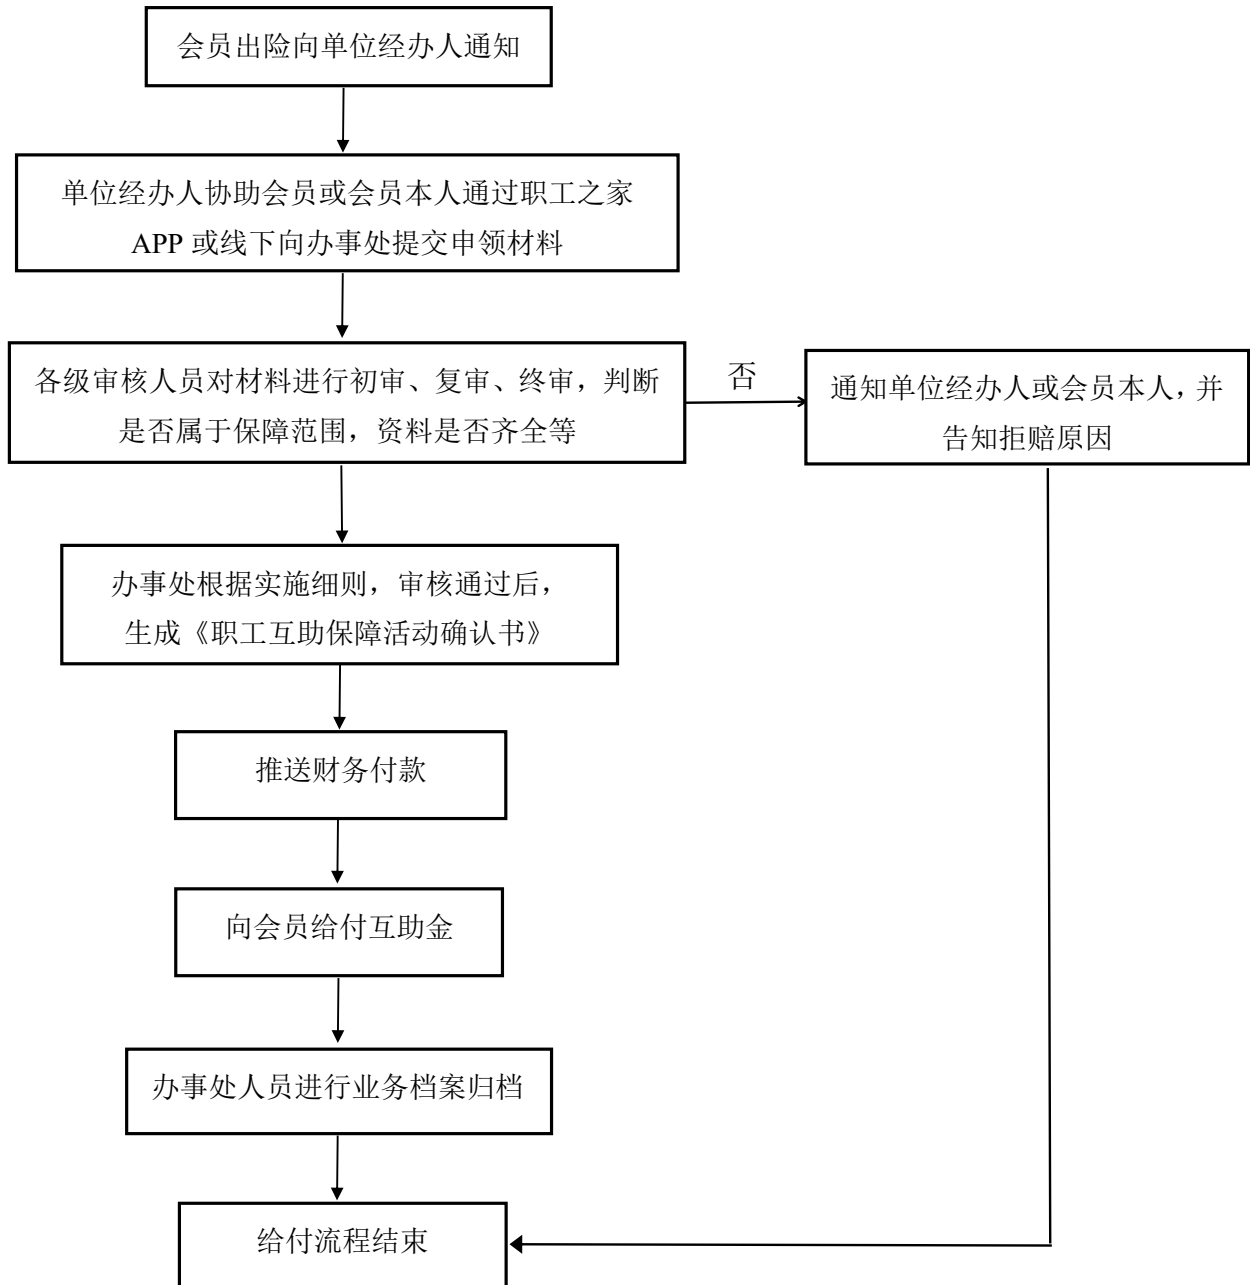 会员出险向单位经办人通知
单位经办人协助会员或会员本人通过职工之家
APP 或线下向办事处提交申领材料
各级审核人员对材料进行初审、复审、终审，判断
是否属于保障范围，资料是否齐全等
否
通知单位经办人或会员本人，并
告知拒赔原因
办事处根据实施细则，审核通过后，
生成《职工互助保障活动确认书》
推送财务付款
向会员给付互助金
办事处人员进行业务档案归档
给付流程结束